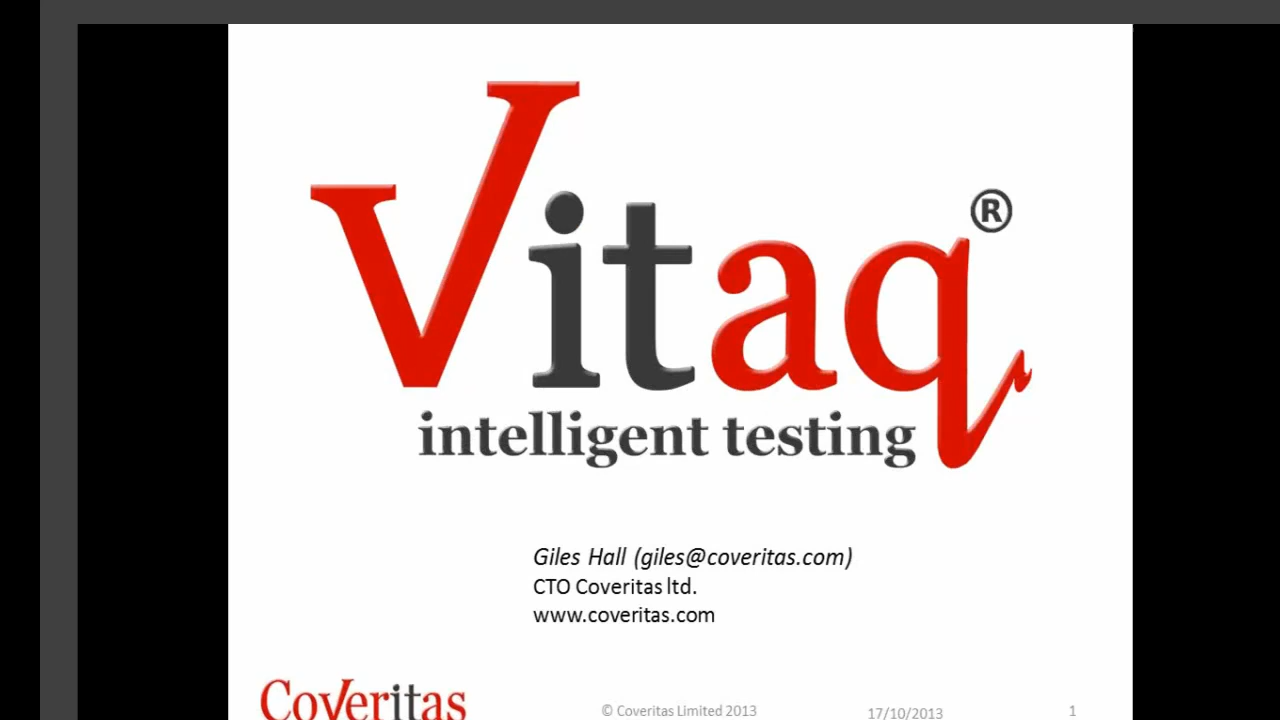 Vitaq®
intelligent testing
Giles Hall (giles@coveritas.com)
CTO Coveritas ltd.
www.coveritas.com
Coveritas
© Coveritas Limited 2013
17/10/2013
1